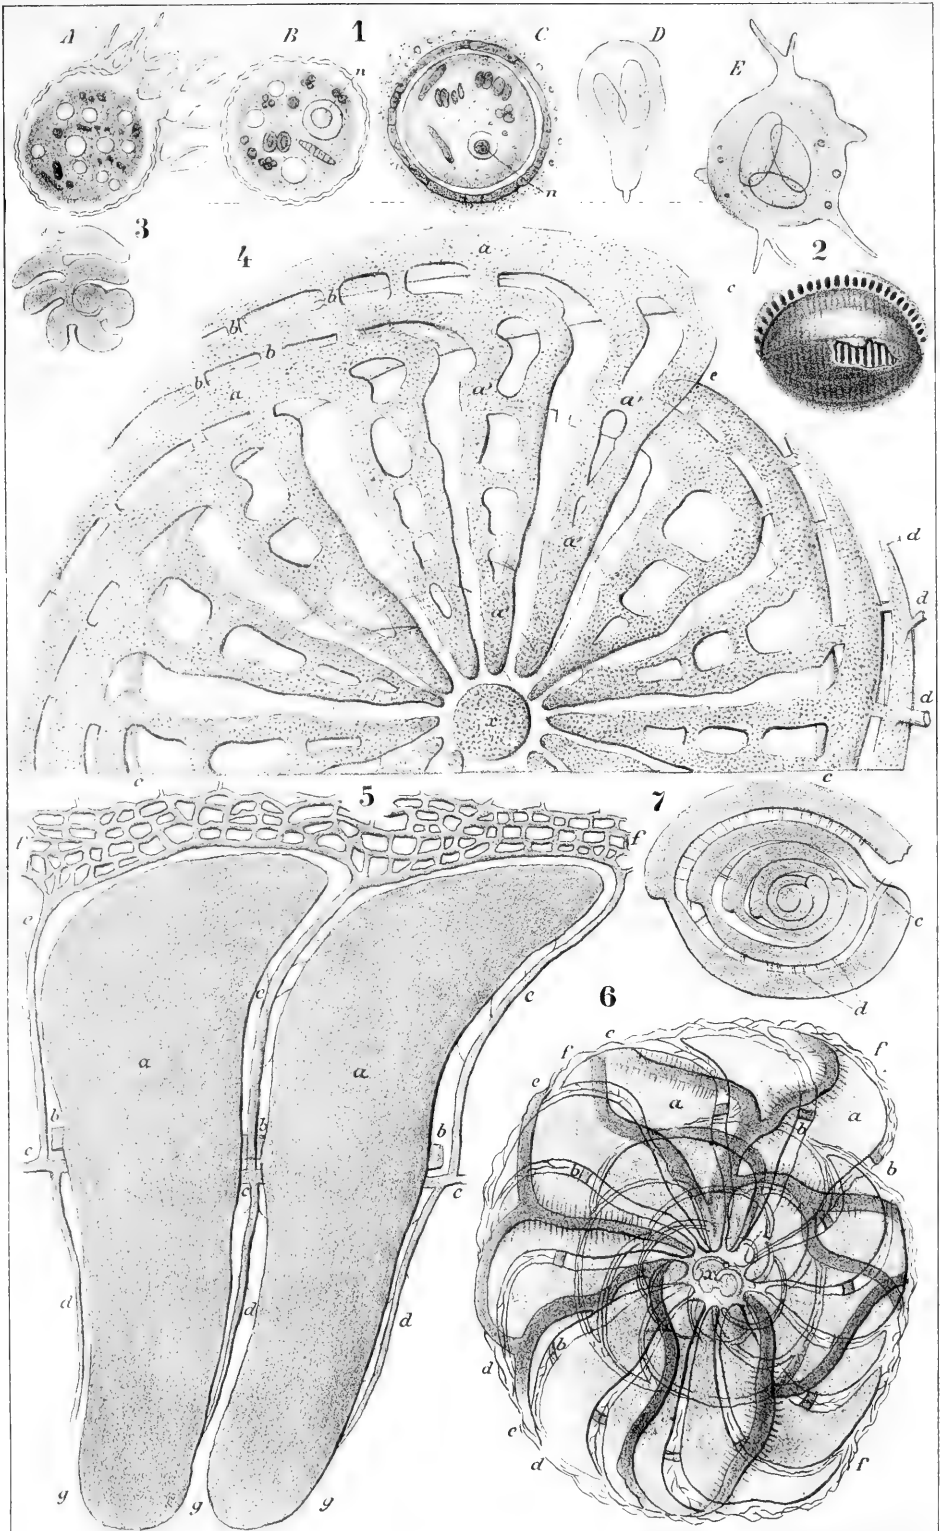 A B 1 C D E
n
n
3 4 2
a c
b b
b b a
a' a' e
a' a'
d
d
d
x
c 5 7 c
f f
e c c
d
a a
6
b b b
c c c
d d d
g g g
f c f
e a a
b b b
x
b
d
e
d f